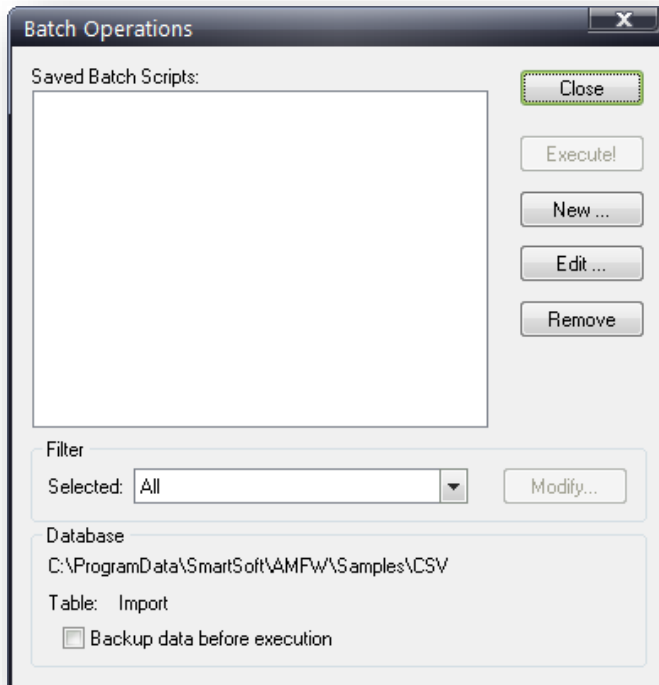 Batch Operations
X
Saved Batch Scripts:
Close
Execute!
New ...
Edit ...
Remove
Filter
Selected: All
Modify...
Database
C:\ProgramData\SmartSoft\AMFW\Samples\CSV
Table: Import
Backup data before execution